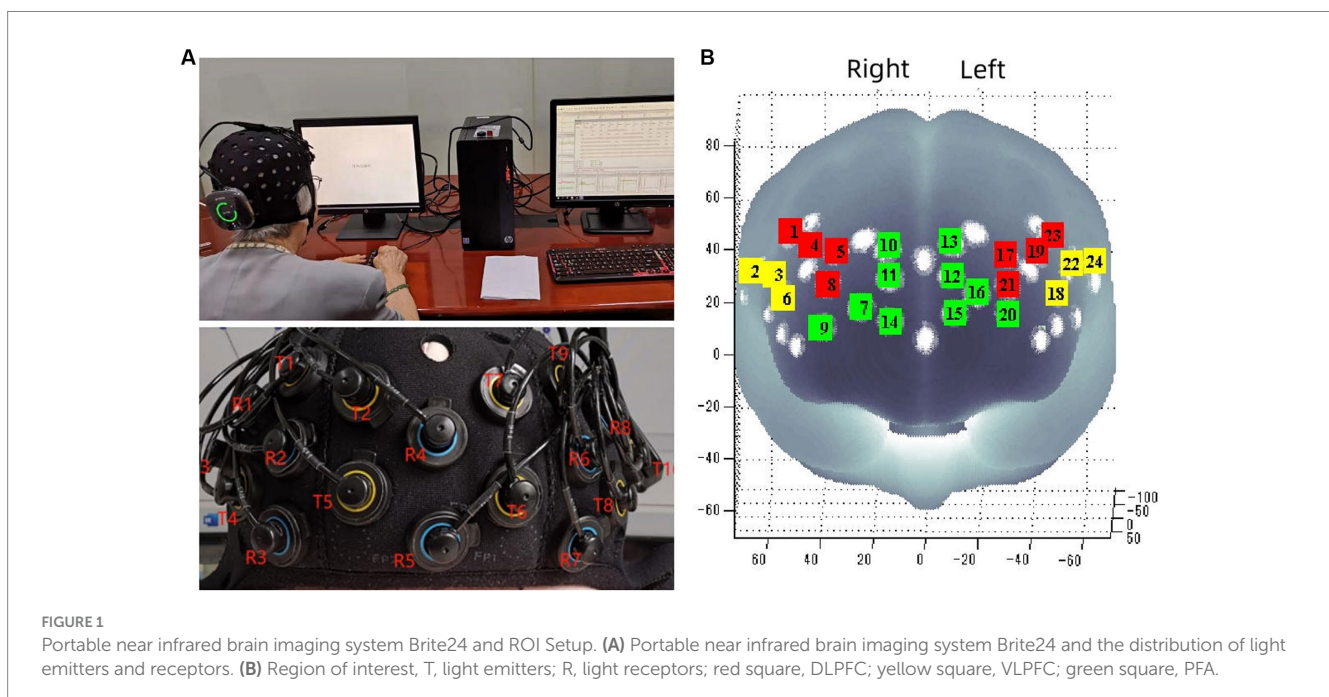 A
B
Right Left
80
60
40
20
0
-20
-40
-60
1
4
5
10
13
17
19
23
2
3
6
8
11
12
16
21
22
24
18
7
9
14
15
20
60 40 20 0 -20 -40 -60
-100
-50
0
50
T1
R1
T2
R2
R4
T7
T9
R6
R8
T10
3
T4
T5
T6
T8
R3
R5
FP1
R7
FIGURE 1
Portable near infrared brain imaging system Brite24 and ROI Setup. (A) Portable near infrared brain imaging system Brite24 and the distribution of light
emitters and receptors. (B) Region of interest, T, light emitters; R, light receptors; red square, DLPFC; yellow square, VLPFC; green square, PFA.